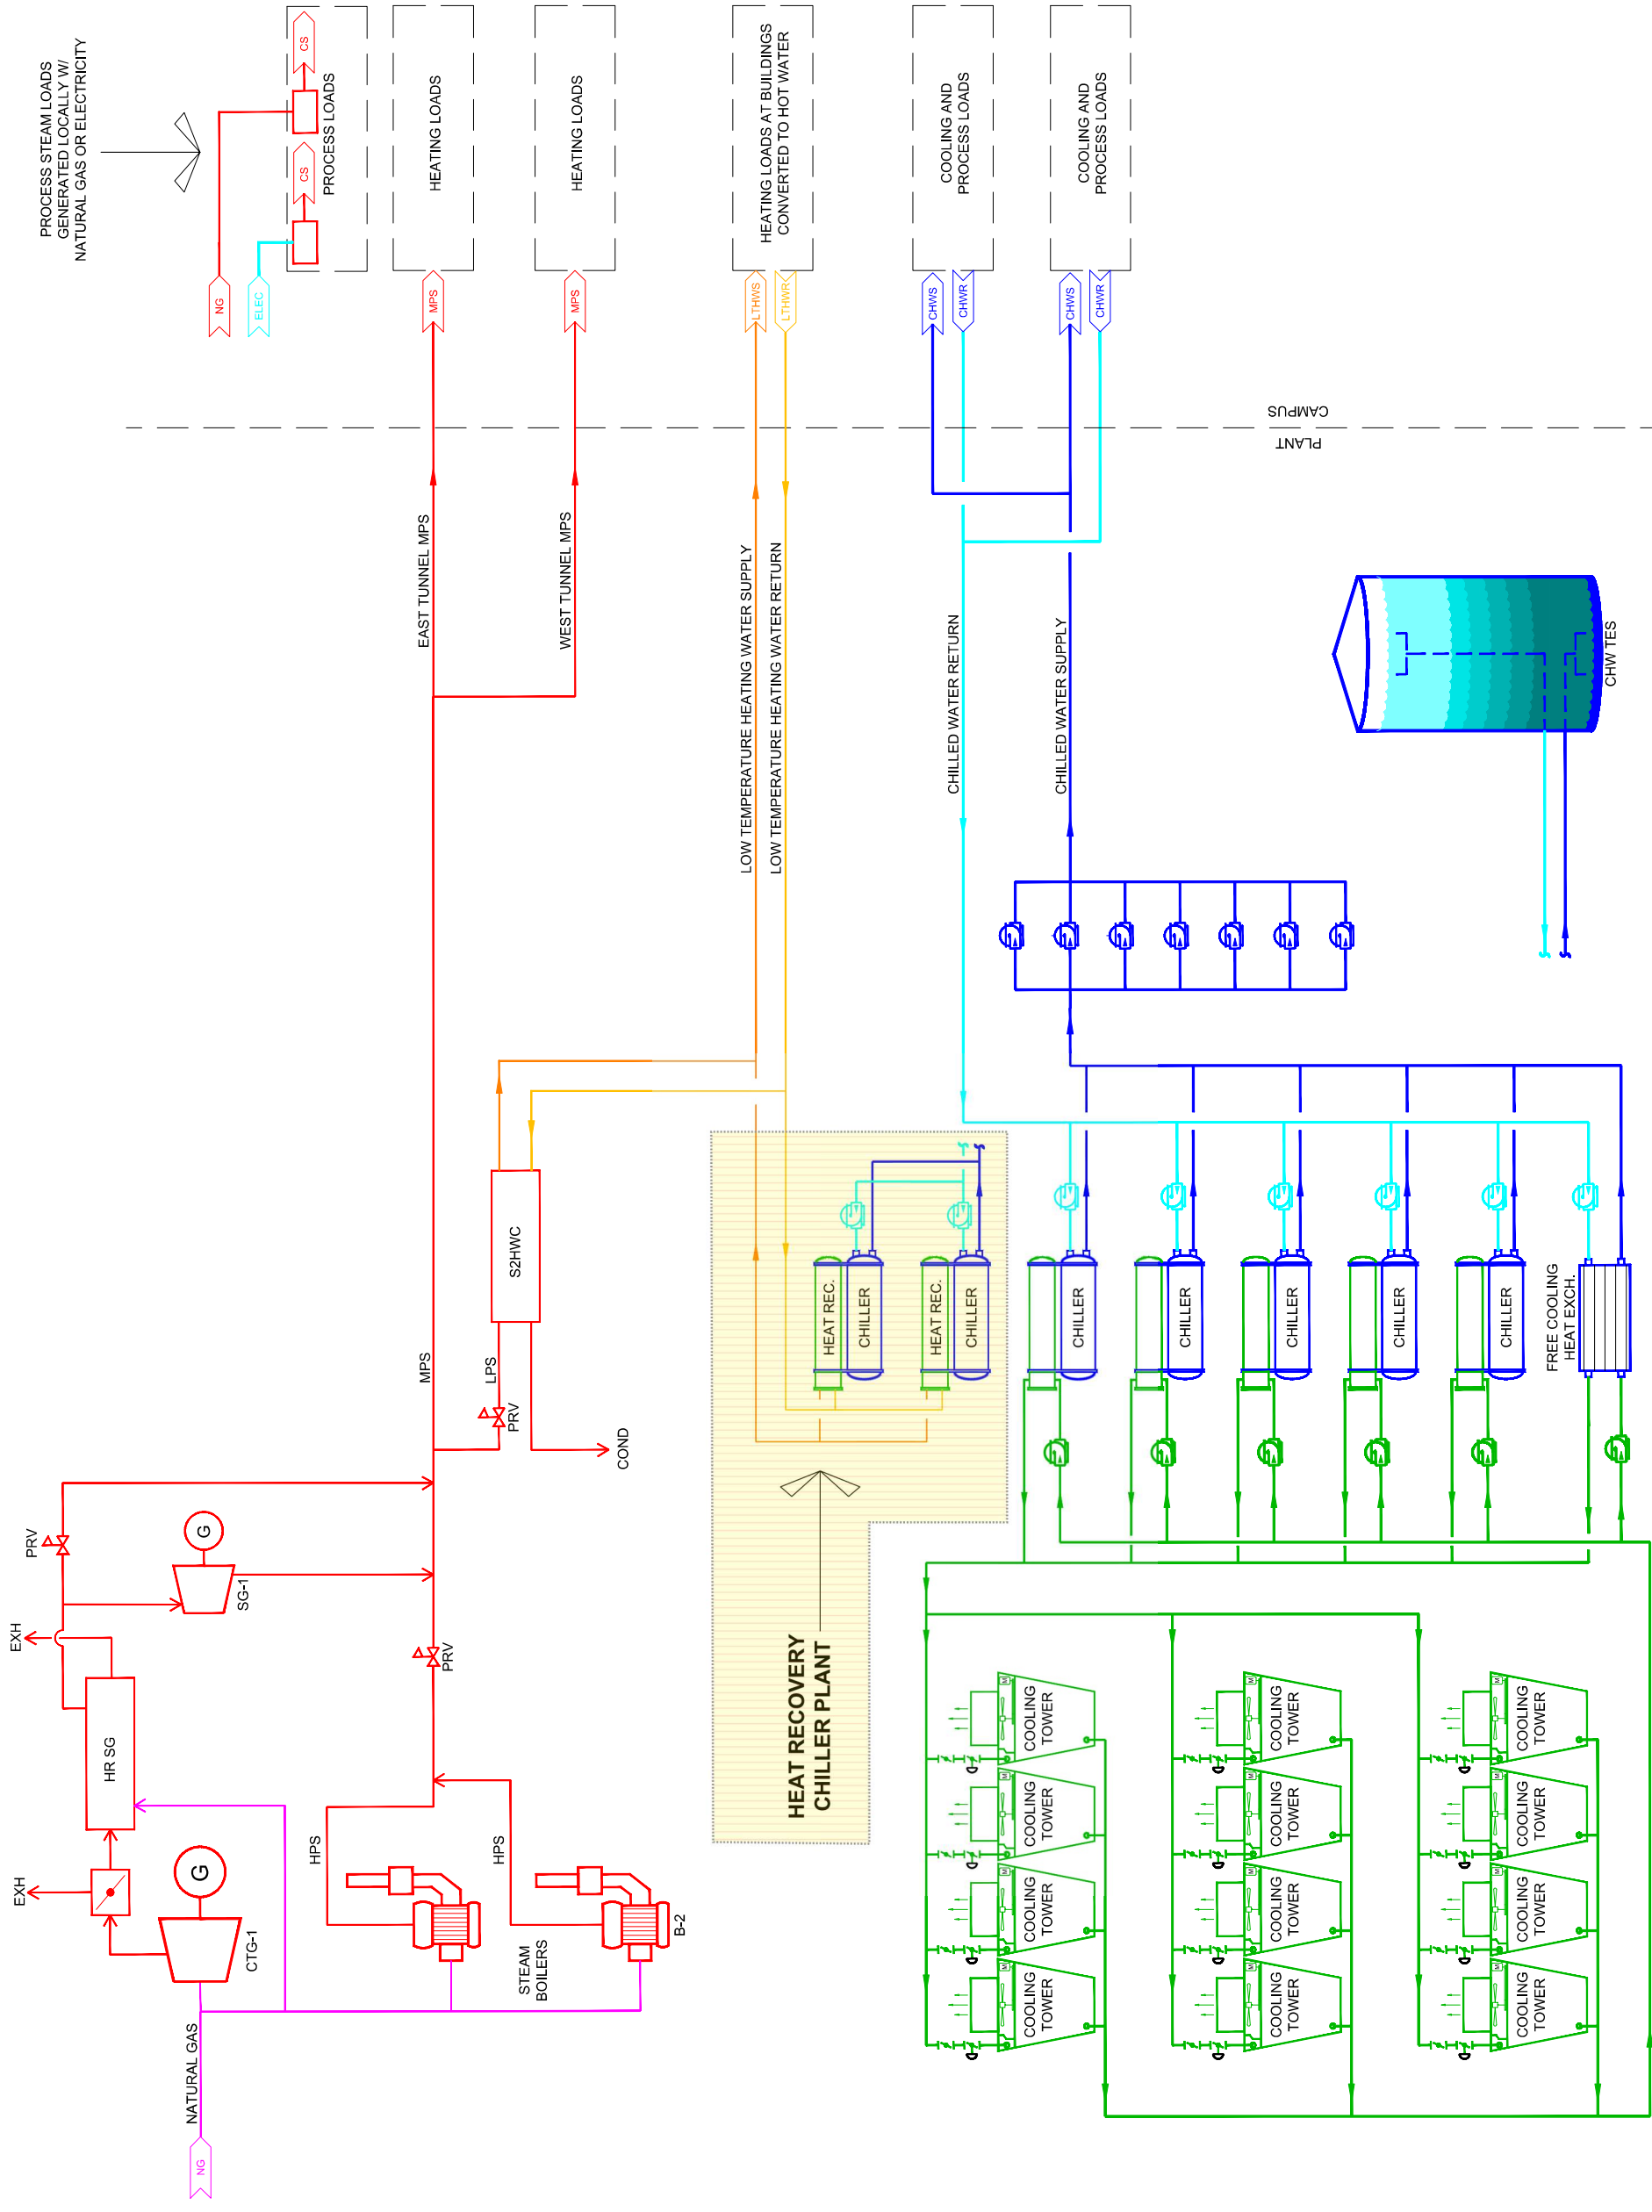 PROCESS STEAM LOADS
GENERATED LOCALLY W/
NATURAL GAS OR ELECTRICITY
NG
ELEC
CS
CS
PROCESS LOADS
MPS
HEATING LOADS
MPS
HEATING LOADS
LTHWS
LTHWR
HEATING LOADS AT BUILDINGS
CONVERTED TO HOT WATER
CHWS
CHWR
COOLING AND
PROCESS LOADS
CHWS
CHWR
COOLING AND
PROCESS LOADS
CAMPUS
PLANT
EAST TUNNEL MPS
WEST TUNNEL MPS
LOW TEMPERATURE HEATING WATER SUPPLY
LOW TEMPERATURE HEATING WATER RETURN
CHILLED WATER RETURN
CHILLED WATER SUPPLY
CHW TES
MPS
LPS
PRV
S2HWC
COND
PRV
G
SG-1
EXH
HR SG
PRV
EXH
G
CTG-1
NATURAL GAS
NG
HPS
HPS
STEAM
BOILERS
B-2
HEAT RECOVERY
CHILLER PLANT
HEAT REC.
CHILLER
HEAT REC.
CHILLER
CHILLER
CHILLER
CHILLER
CHILLER
CHILLER
FREE COOLING
HEAT EXCH.
M
COOLING
TOWER
M
COOLING
TOWER
M
COOLING
TOWER
M
COOLING
TOWER
M
COOLING
TOWER
M
COOLING
TOWER
M
COOLING
TOWER
M
COOLING
TOWER
M
COOLING
TOWER
M
COOLING
TOWER
M
COOLING
TOWER
M
COOLING
TOWER